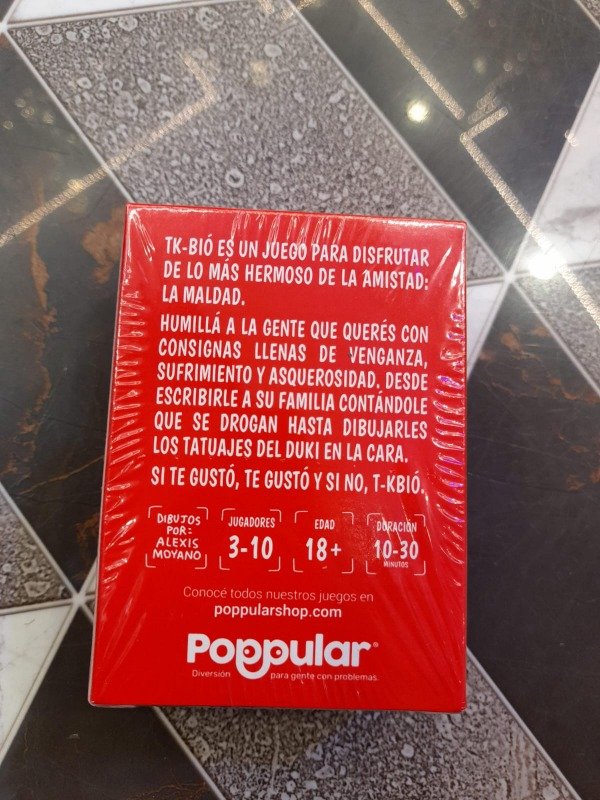 TK-BIÓ ES UN JUEGO PARA DISFRUTAR
DE LO MÁS HERMOSO DE LA AMISTAD:
LA MALDAD.
HUMILLÁ A LA GENTE QUE QUERÉS CON
CONSIGNAS LLENAS DE VENGANZA,
SUFRIMIENTO Y ASQUEROSIDAD. DESDE
ESCRIBIRLE A SU FAMILIA CONTÁNDOLE
QUE SE DROGAN HASTA DIBUJARLES
LOS TATUAJES DEL DUKI EN LA CARA.
SI TE GUSTÓ, TE GUSTÓ Y SI NO, T-KBIÓ.
DIBUJOS
POR:
ALEXIS
MOYANO
JUGADORES
3-10
EDAD
18+
DURACIÓN
10-30
MINUTOS
Conocé todos nuestros juegos en
poppularshop.com
Poppular®
Diversión para gente con problemas.